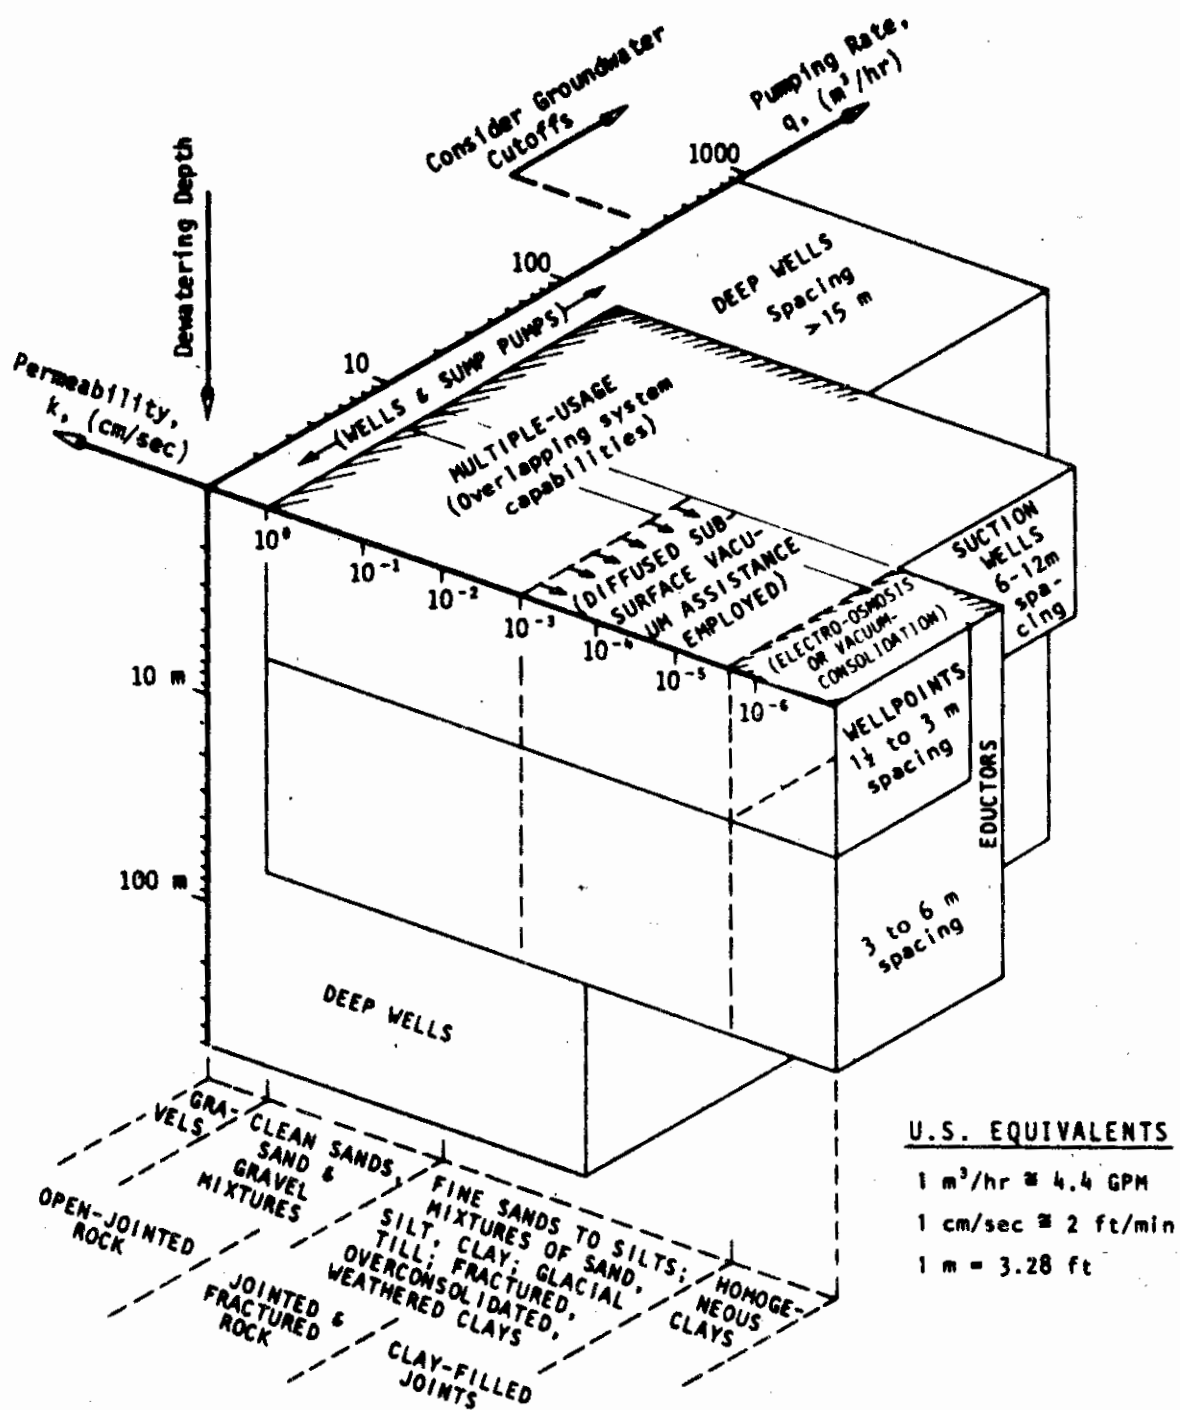 Consider Groundwater
Cutoffs
Pumping Rate,
q, (m³/hr)
Dewatering Depth
Permeability,
k, (cm/sec)
1000
100
10
DEEP WELLS
Spacing
>15 m
(WELLS & SUMP PUMPS)
MULTIPLE-USAGE
(Overlapping system
capabilities)
(DIFFUSED SUB-
SURFACE VACU-
UM ASSISTANCE
EMPLOYED)
(ELECTRO-OSMOSIS
OR VACUUM-
CONSOLIDATION)
SUCTION
WELLS
6-12m
spa-
cing
10⁰
10⁻¹
10⁻²
10⁻³
10⁻⁴
10⁻⁵
10⁻⁶
WELLPOINTS
1½ to 3 m
spacing
EDUCTORS
3 to 6 m
spacing
10 m
100 m
DEEP WELLS
GRA-
VELS
CLEAN SANDS,
SAND &
GRAVEL
MIXTURES
FINE SANDS TO SILTS;
MIXTURES OF SAND,
SILT, CLAY; GLACIAL
TILL; FRACTURED,
OVERCONSOLIDATED,
WEATHERED CLAYS
HOMOGE-
NEOUS
CLAYS
OPEN-JOINTED
ROCK
JOINTED &
FRACTURED
ROCK
CLAY-FILLED
JOINTS
U.S. EQUIVALENTS
1 m³/hr ≅ 4.4 GPM
1 cm/sec ≅ 2 ft/min
1 m = 3.28 ft